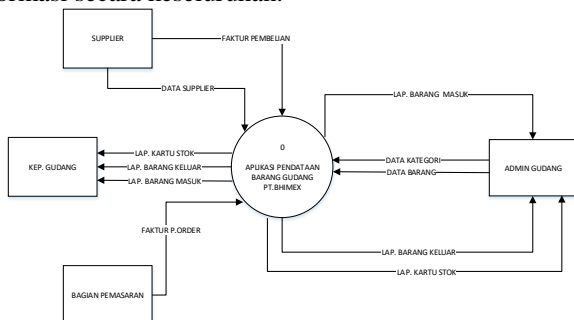 SUPPLIER
FAKTUR PEMBELIAN
DATA SUPPLIER
LAP. BARANG MASUK
0
APLIKASI PENDATAAN
BARANG GUDANG
PT.BHIMEX
KEP. GUDANG
LAP. KARTU STOK
LAP. BARANG KELUAR
LAP. BARANG MASUK
DATA KATEGORI
DATA BARANG
ADMIN GUDANG
FAKTUR P.ORDER
LAP. BARANG KELUAR
LAP. KARTU STOK
BAGIAN PEMASARAN